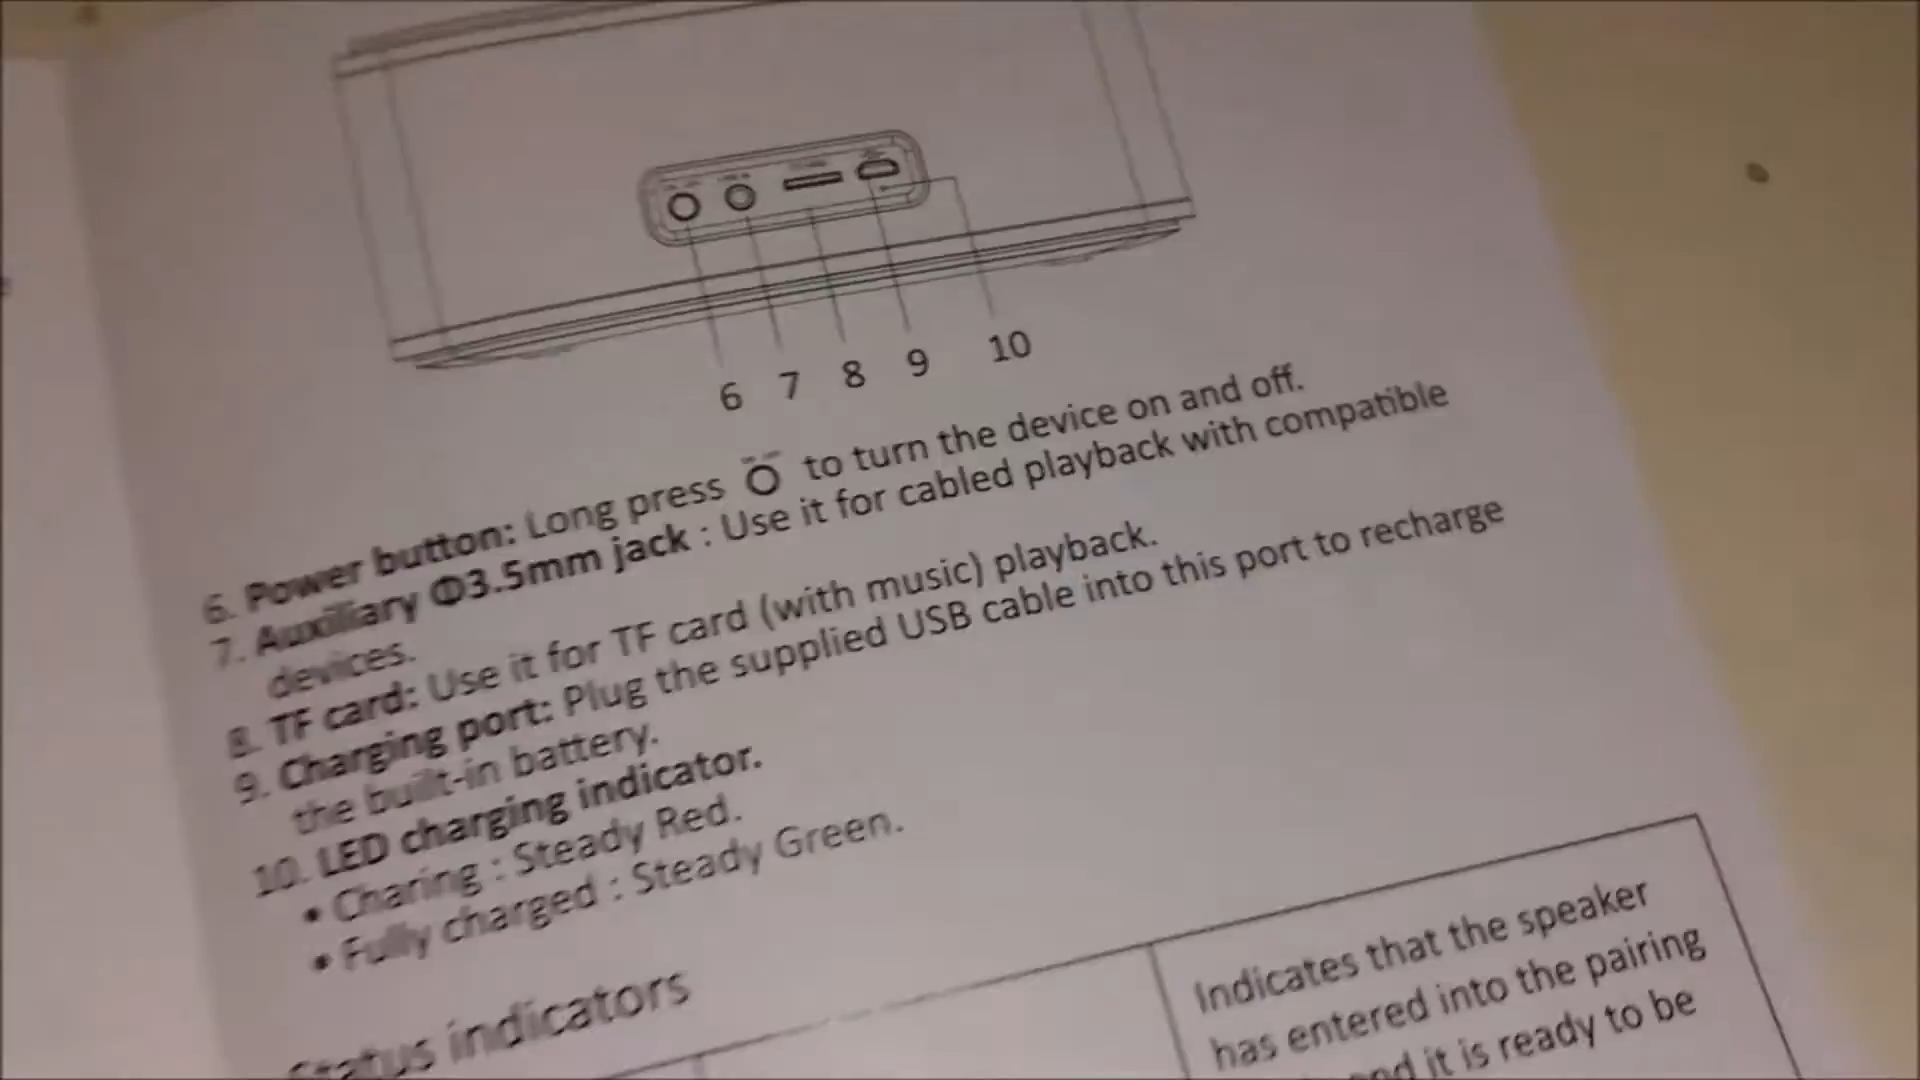 6 7 8 9 10
6. Power button: Long press to turn the device on and off.
7. Auxiliary Φ3.5mm jack : Use it for cabled playback with compatible
devices.
8. TF card: Use it for TF card (with music) playback.
9. Charging port: Plug the supplied USB cable into this port to recharge
the built-in battery.
10. LED charging indicator.
• Charing : Steady Red.
• Fully charged : Steady Green.
Status indicators
Indicates that the speaker
has entered into the pairing
and it is ready to be